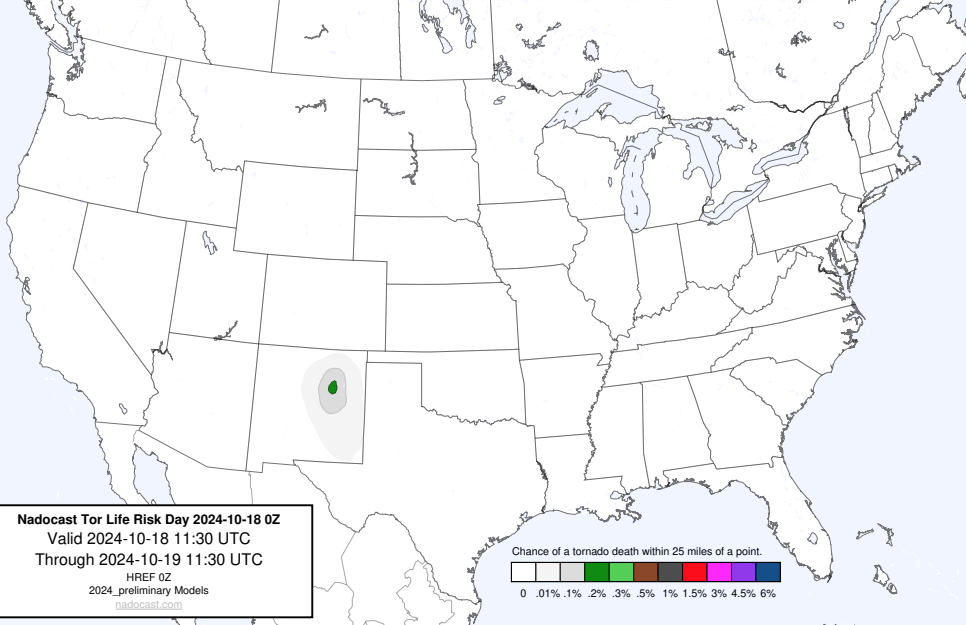 Nadocast Tor Life Risk Day 2024-10-18 0Z
Valid 2024-10-18 11:30 UTC
Through 2024-10-19 11:30 UTC
HREF 0Z
2024_preliminary Models
nadocast.com
Chance of a tornado death within 25 miles of a point.
0 .01% .1% .2% .3% .5% 1% 1.5% 3% 4.5% 6%